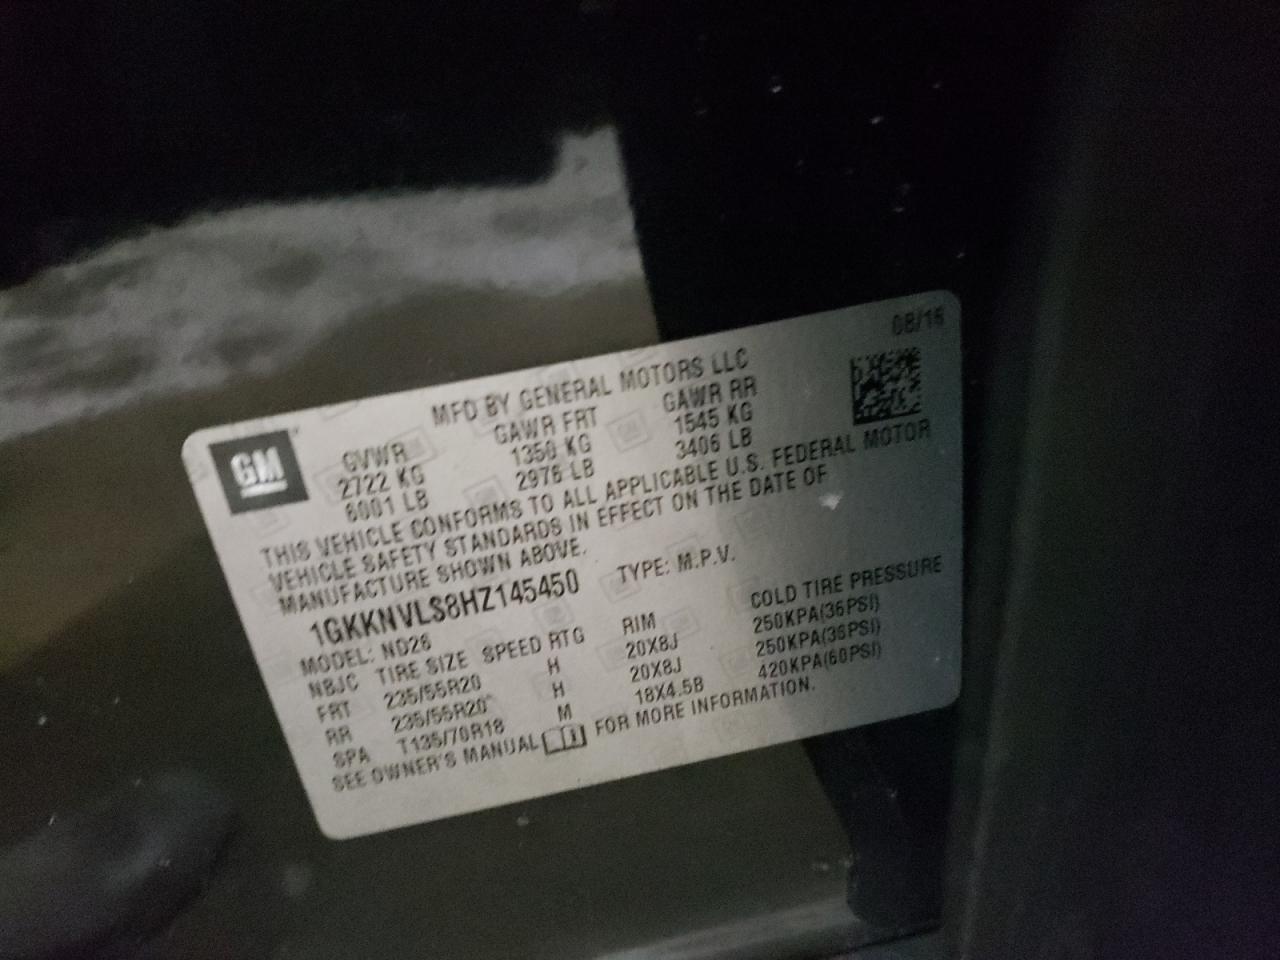 08/16
MFD BY GENERAL MOTORS LLC
GM
GVWR GAWR FRT GAWR RR
2722 KG 1350 KG 1545 KG
6001 LB 2976 LB 3406 LB
THIS VEHICLE CONFORMS TO ALL APPLICABLE U.S. FEDERAL MOTOR
VEHICLE SAFETY STANDARDS IN EFFECT ON THE DATE OF
MANUFACTURE SHOWN ABOVE.
1GKKNVLS8HZ145450 TYPE: M.P.V.
MODEL: ND26
NBJC TIRE SIZE SPEED RTG RIM COLD TIRE PRESSURE
FRT 235/55R20 H 20X8J 250KPA(36PSI)
RR 235/55R20 H 20X8J 250KPA(36PSI)
SPA T135/70R18 M 18X4.5B 420KPA(60PSI)
SEE OWNER'S MANUAL FOR MORE INFORMATION.